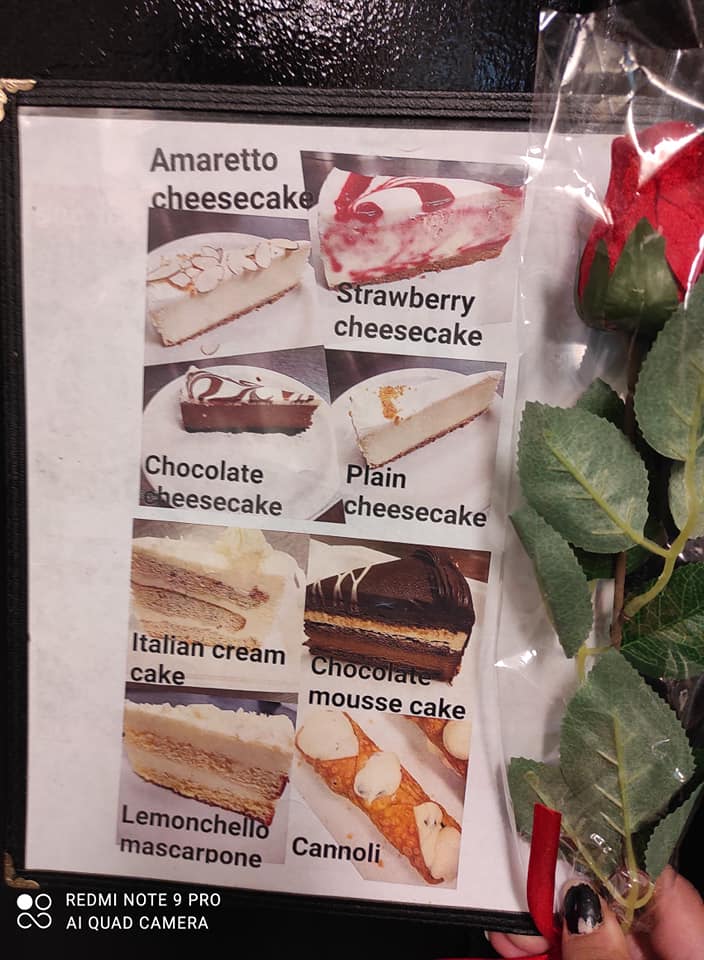 Amaretto
cheesecake
Strawberry
cheesecake
Chocolate
cheesecake
Plain
cheesecake
Italian cream
cake
Chocolate
mousse cake
Lemonchello
mascarpone
Cannoli
REDMI NOTE 9 PRO
AI QUAD CAMERA